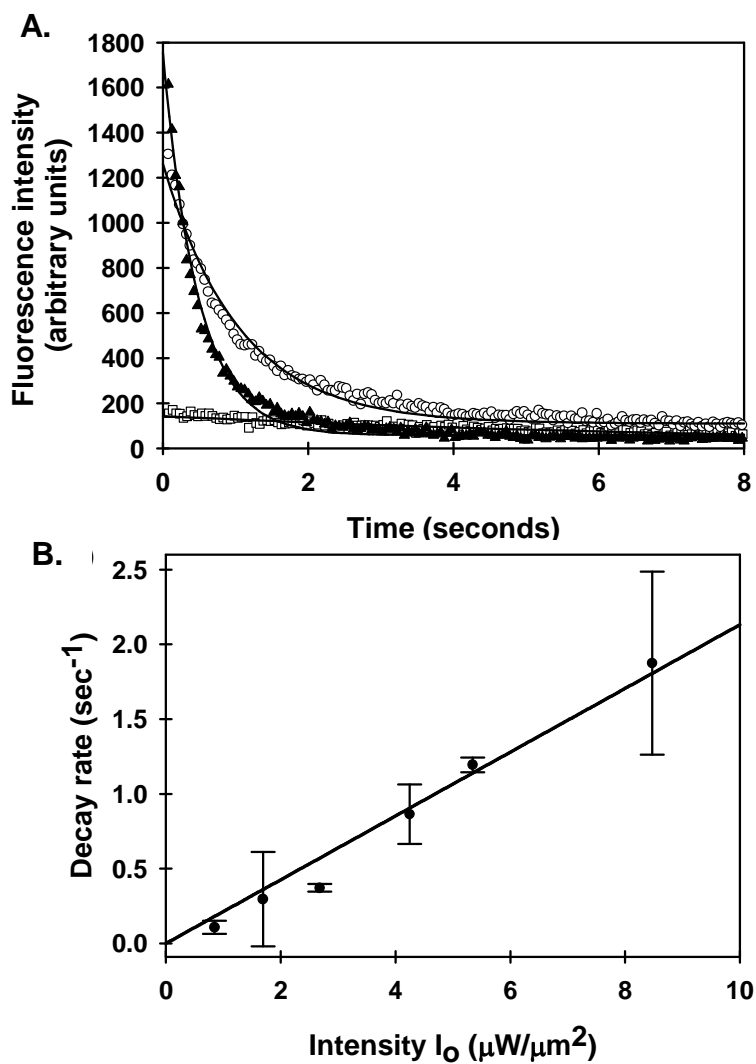 A.
1800
1600
1400
1200
1000
800
600
400
200
0
Fluorescence intensity
(arbitrary units)
0 2 4 6 8
Time (seconds)
B. )
2.5
2.0
1.5
1.0
0.5
0.0
Decay rate (sec⁻¹)
0 2 4 6 8 10
Intensity Iₒ (μW/μm²)